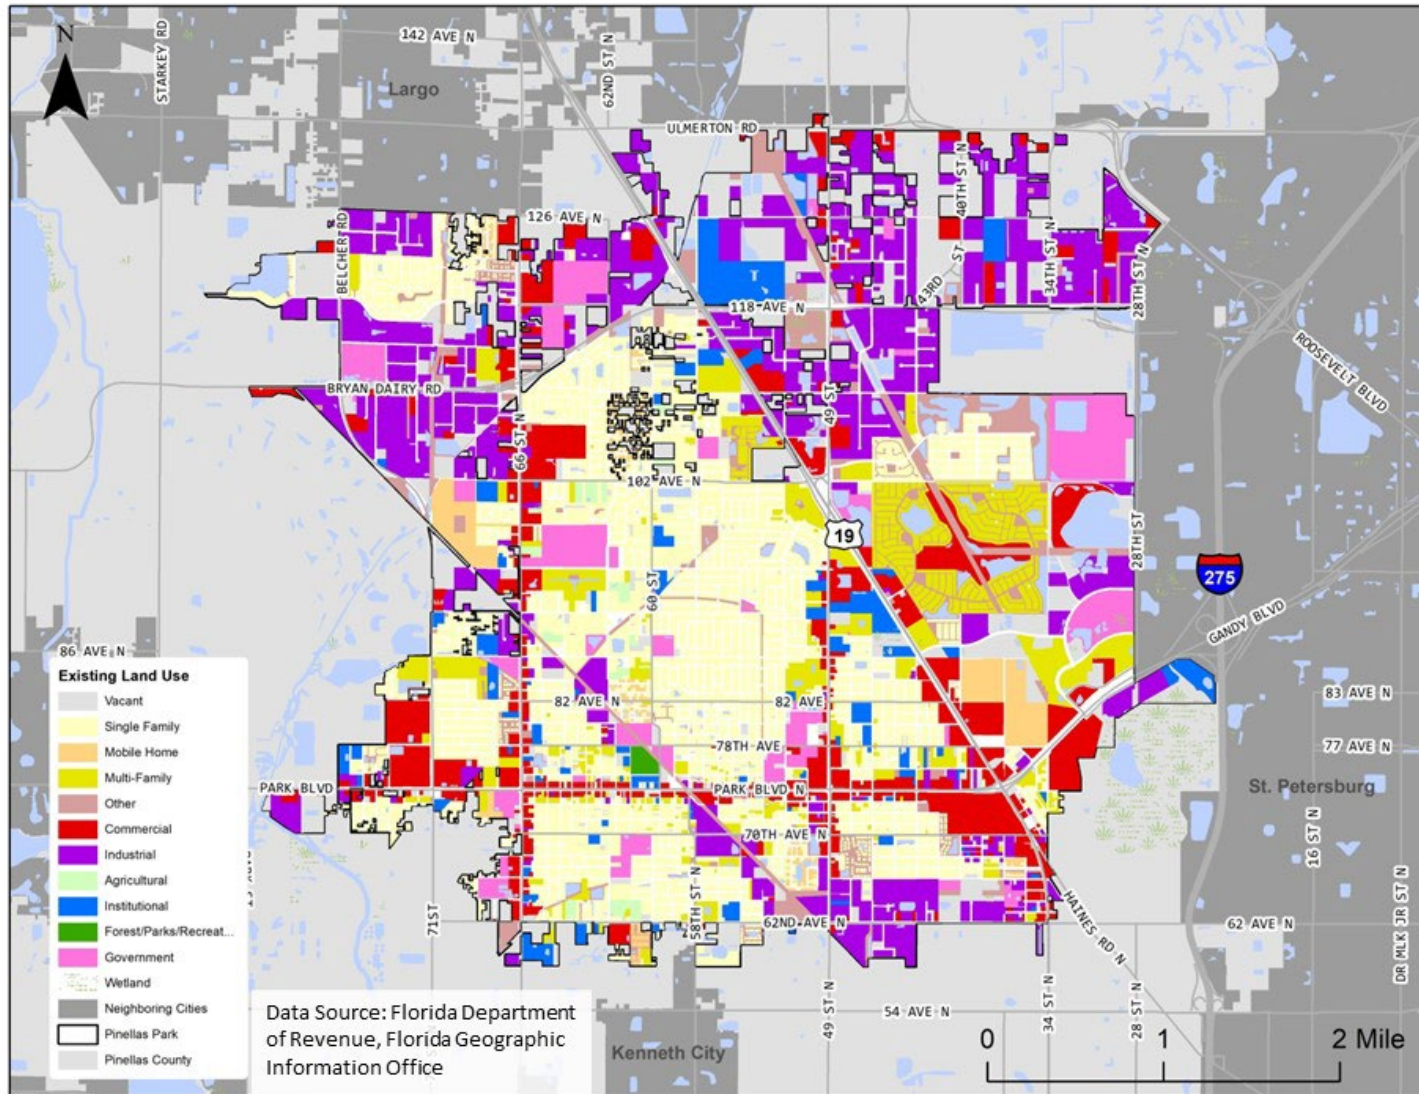 N
STARKEY RD
142 AVE N
62ND ST N
Largo
ULMERTON RD
40TH ST N
126 AVE N
BELCHER RD
43RD ST
34TH ST N
28TH ST N
118 AVE N
ROOSEVELT BLVD
BRYAN DAIRY RD
49 ST
66 ST N
102 AVE N
19
28TH ST
275
60 ST
GANDY BLVD
86 AVE N
Existing Land Use
Vacant
Single Family
Mobile Home
Multi-Family
Other
Commercial
Industrial
Agricultural
Institutional
Forest/Parks/Recreat...
Government
Wetland
Neighboring Cities
Pinellas Park
Pinellas County
82 AVE N
82 AVE
83 AVE N
78TH AVE
77 AVE N
PARK BLVD
PARK BLVD N
St. Petersburg
70TH AVE N
16 ST N
71ST
58TH ST N
62ND AVE N
HAINES RD N
62 AVE N
DR MLK JR ST N
49 ST N
34 ST N
28 ST N
54 AVE N
Data Source: Florida Department
of Revenue, Florida Geographic
Information Office
Kenneth City
0 1 2 Mile